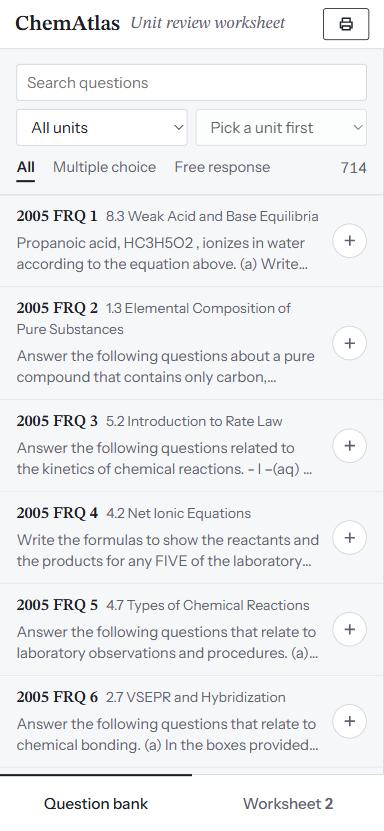 ChemAtlas Unit review worksheet
Search questions
All units
Pick a unit first
All Multiple choice Free response 714
2005 FRQ 1 8.3 Weak Acid and Base Equilibria
Propanoic acid, HC3H5O2 , ionizes in water
according to the equation above. (a) Write...
2005 FRQ 2 1.3 Elemental Composition of
Pure Substances
Answer the following questions about a pure
compound that contains only carbon,...
2005 FRQ 3 5.2 Introduction to Rate Law
Answer the following questions related to
the kinetics of chemical reactions. - I -(aq) ...
2005 FRQ 4 4.2 Net Ionic Equations
Write the formulas to show the reactants and
the products for any FIVE of the laboratory...
2005 FRQ 5 4.7 Types of Chemical Reactions
Answer the following questions that relate to
laboratory observations and procedures. (a)...
2005 FRQ 6 2.7 VSEPR and Hybridization
Answer the following questions that relate to
chemical bonding. (a) In the boxes provided...
Question bank
Worksheet 2